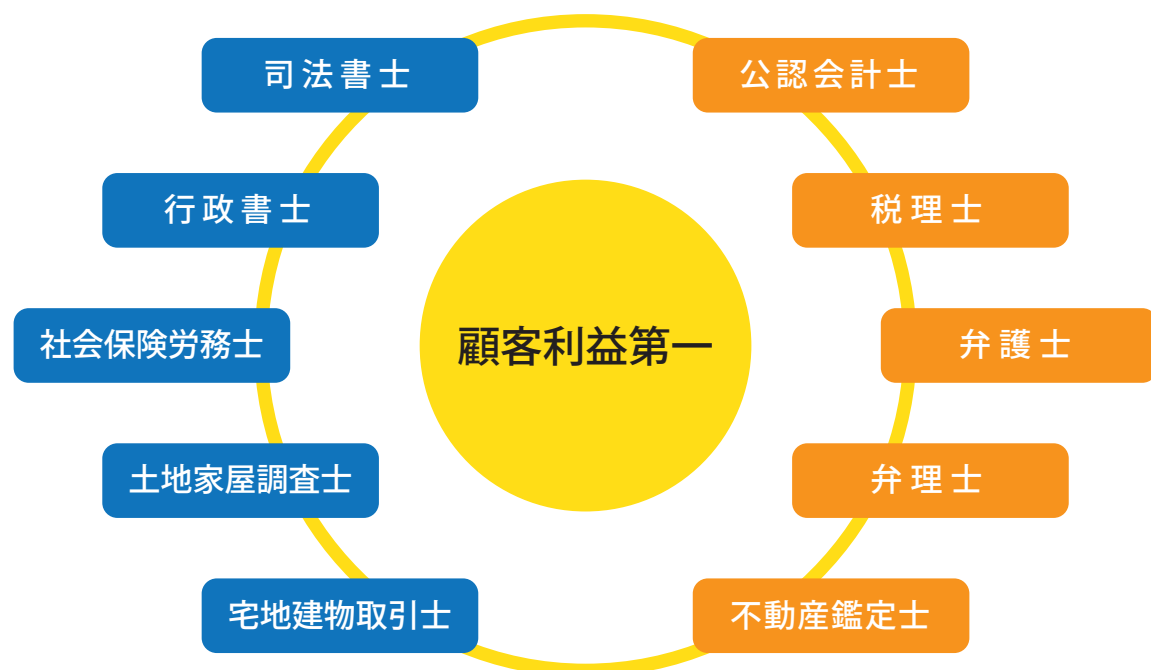 司法書士
公認会計士
行政書士
税理士
社会保険労務士
顧客利益第一
弁護士
土地家屋調査士
弁理士
宅地建物取引士
不動産鑑定士